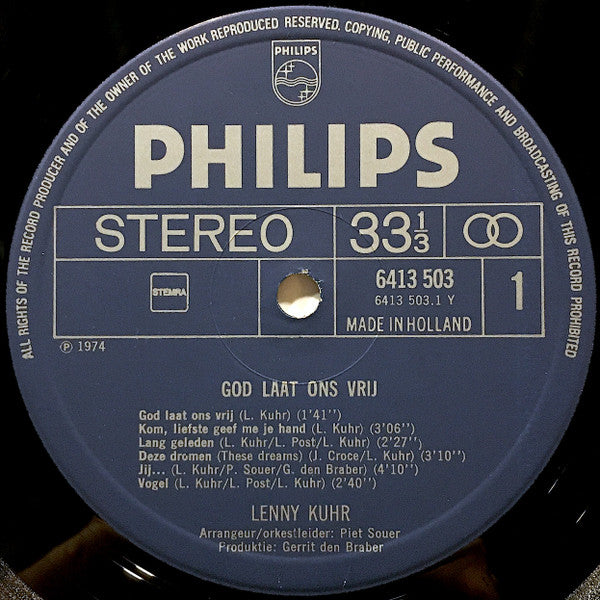 ALL RIGHTS OF THE RECORD PRODUCER AND OF THE OWNER OF THE WORK REPRODUCED RESERVED. COPYING, PUBLIC PERFORMANCE AND BROADCASTING OF THIS RECORD PROHIBITED
PHILIPS
PHILIPS
STEREO 33 1/3
STEMRA 6413 503 1
6413 503.1 Y
MADE IN HOLLAND
℗ 1974
GOD LAAT ONS VRIJ
God laat ons vrij (L. Kuhr) (1'41'')
Kom, liefste geef me je hand (L. Kuhr) (3'06'')
Lang geleden (L. Kuhr/L. Post/L. Kuhr) (2'27'')
Deze dromen (These dreams) (J. Croce/L. Kuhr) (3'10'')
Jij... (L. Kuhr/P. Souer/G. den Braber) (4'10'')
Vogel (L. Kuhr/L. Post/L. Kuhr) (2'40'')
LENNY KUHR
Arrangeur/orkestleider: Piet Souer
Produktie: Gerrit den Braber